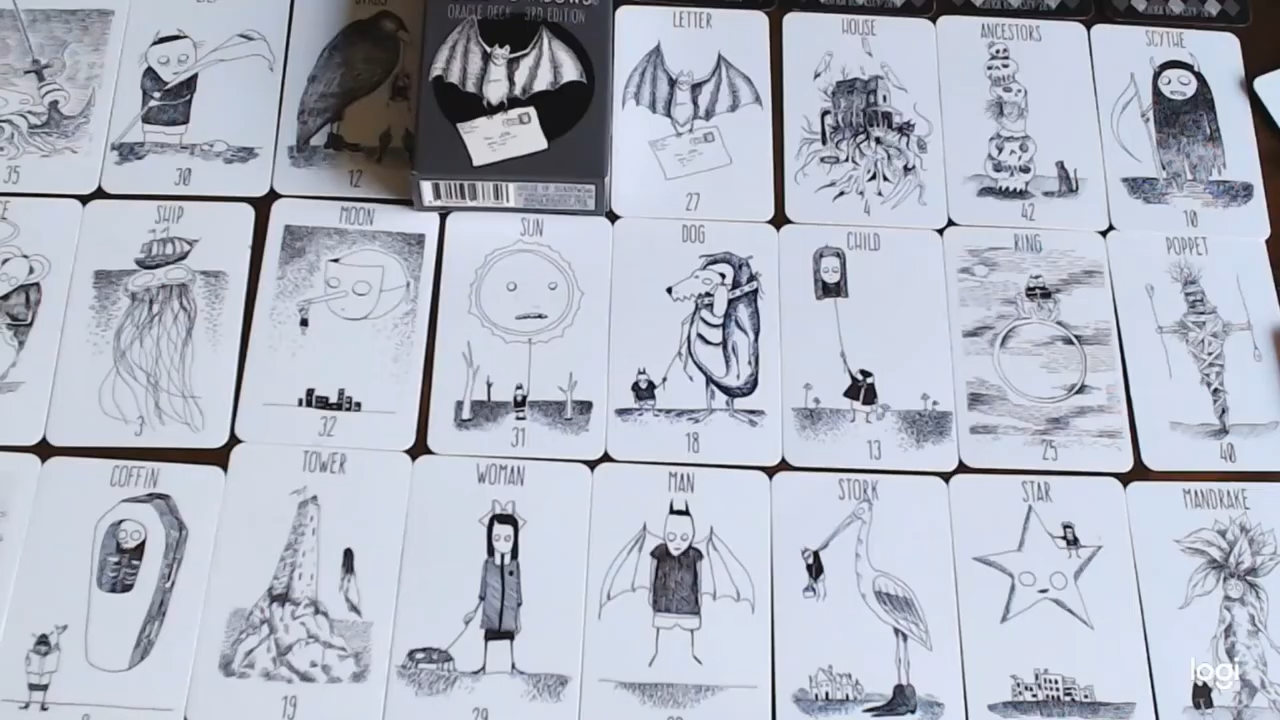 ORACLE DECK 3RD EDITION
LETTER
HOUSE
ANCESTORS
SCYTHE
35
30
12
27
4
42
10
SHIP
MOON
SUN
DOG
CHILD
RING
POPPET
3
32
31
18
13
25
40
COFFIN
TOWER
WOMAN
MAN
STORK
STAR
MANDRAKE
19
29
logi